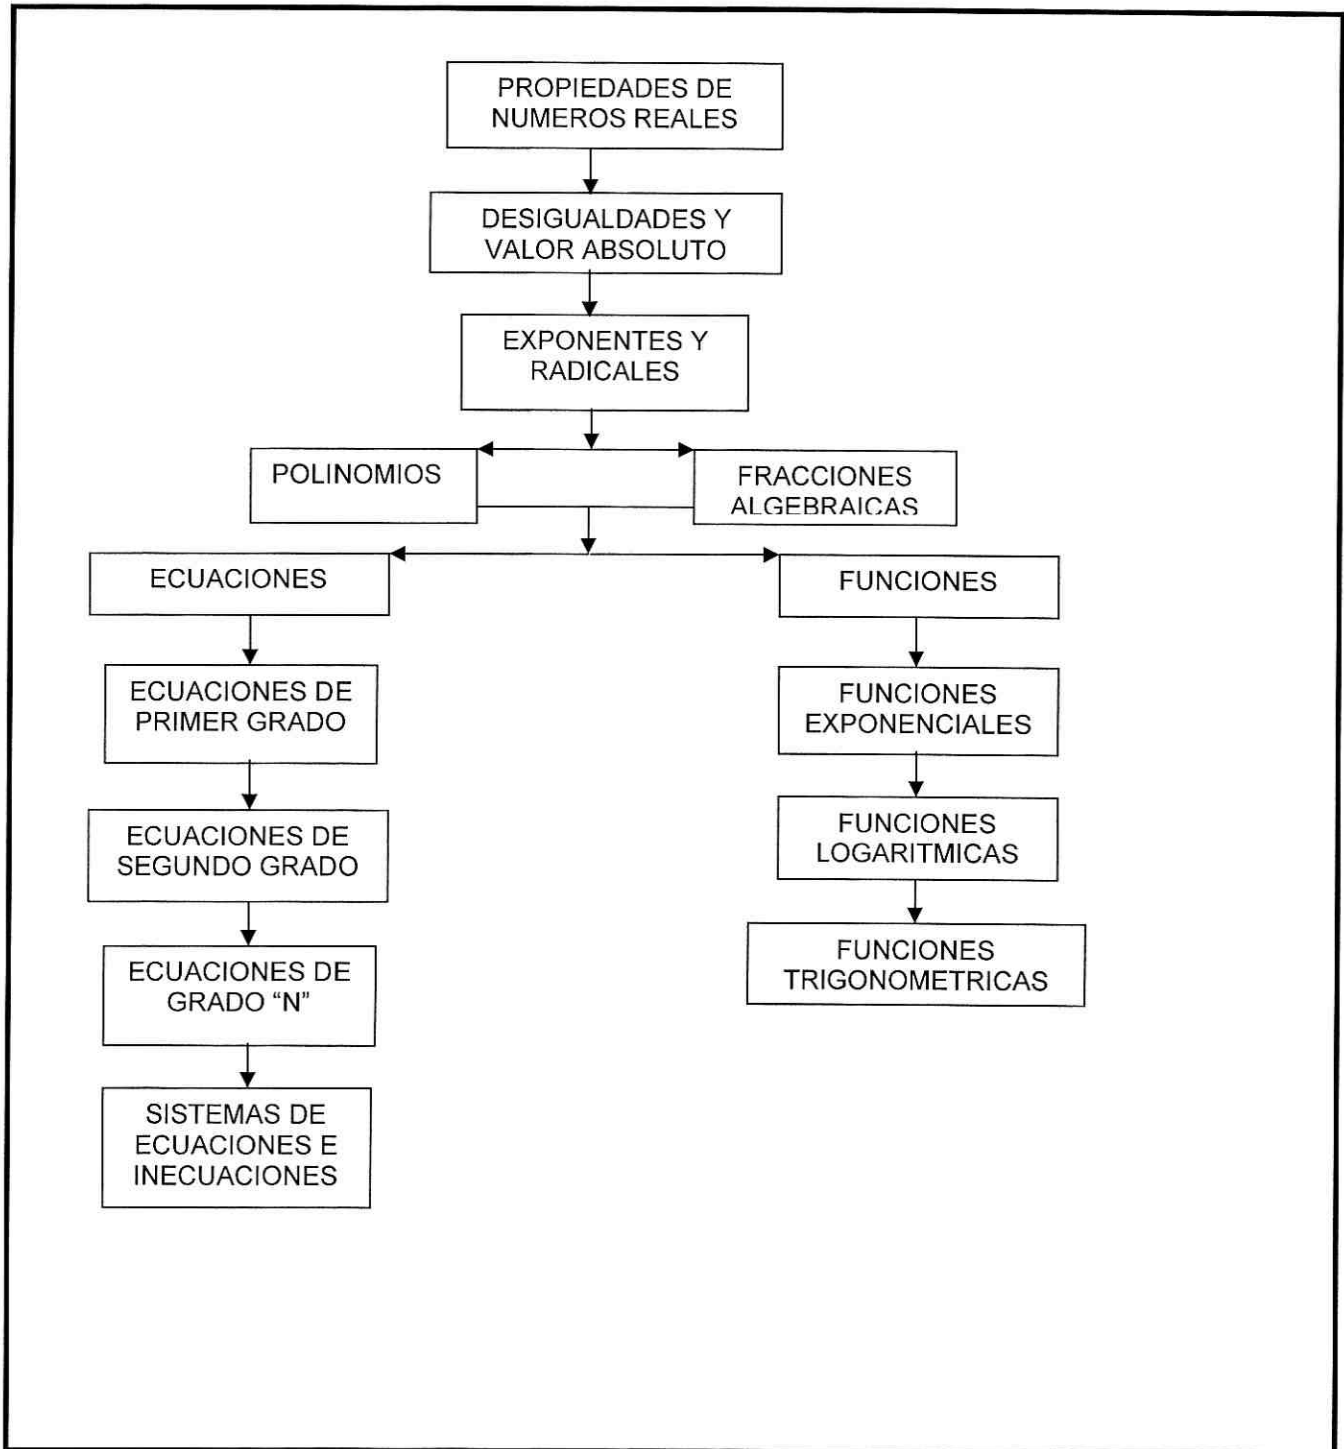 PROPIEDADES DE
NUMEROS REALES
DESIGUALDADES Y
VALOR ABSOLUTO
EXPONENTES Y
RADICALES
POLINOMIOS
FRACCIONES
ALGEBRAICAS
ECUACIONES
FUNCIONES
ECUACIONES DE
PRIMER GRADO
FUNCIONES
EXPONENCIALES
ECUACIONES DE
SEGUNDO GRADO
FUNCIONES
LOGARITMICAS
ECUACIONES DE
GRADO “N”
FUNCIONES
TRIGONOMETRICAS
SISTEMAS DE
ECUACIONES E
INECUACIONES